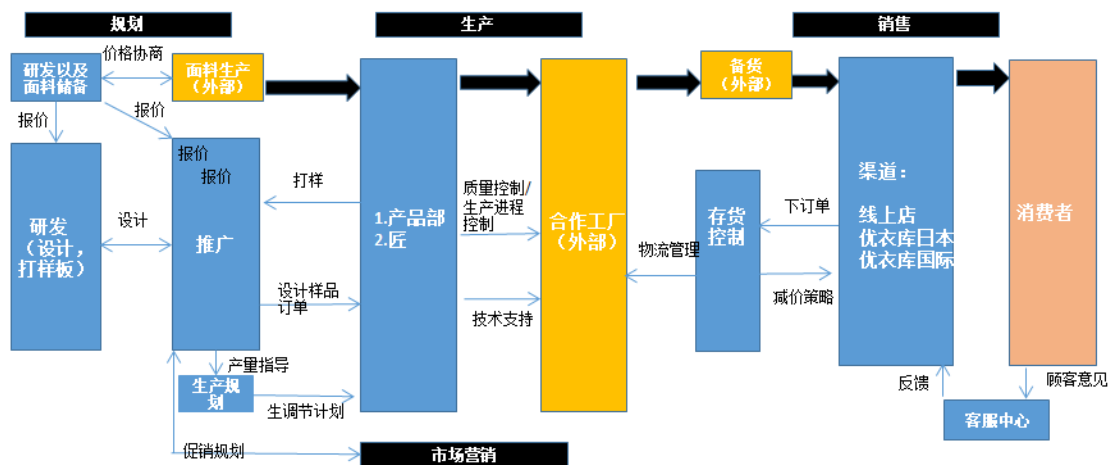 规划
生产
销售
研发以及
面料储备
价格协商
面料生产
（外部）
备货
（外部）
报价
报价
报价
报价
研发
（设计，
打样板）
设计
推广
打样
设计样品
订单
1.产品部
2.匠
质量控制/
生产进程
控制
技术支持
合作工厂
（外部）
物流管理
存货
控制
下订单
减价策略
渠道：
线上店
优衣库日本
优衣库国际
消费者
产量指导
生产规
划
生调节计划
促销规划
市场营销
反馈
顾客意见
客服中心